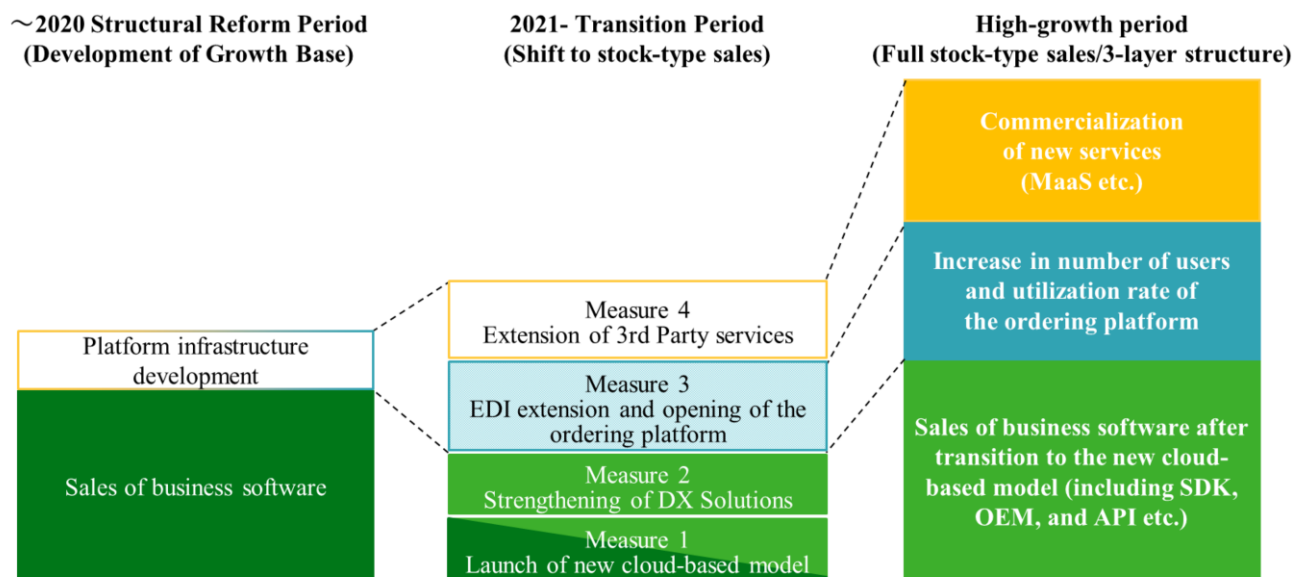 ～2020 Structural Reform Period
(Development of Growth Base)
2021- Transition Period
(Shift to stock-type sales)
High-growth period
(Full stock-type sales/3-layer structure)
Platform infrastructure
development
Sales of business software
Measure 4
Extension of 3rd Party services
Measure 3
EDI extension and opening of the
ordering platform
Measure 2
Strengthening of DX Solutions
Measure 1
Launch of new cloud-based model
Commercialization
of new services
(MaaS etc.)
Increase in number of users
and utilization rate of
the ordering platform
Sales of business software after
transition to the new cloud-
based model (including SDK,
OEM, and API etc.)